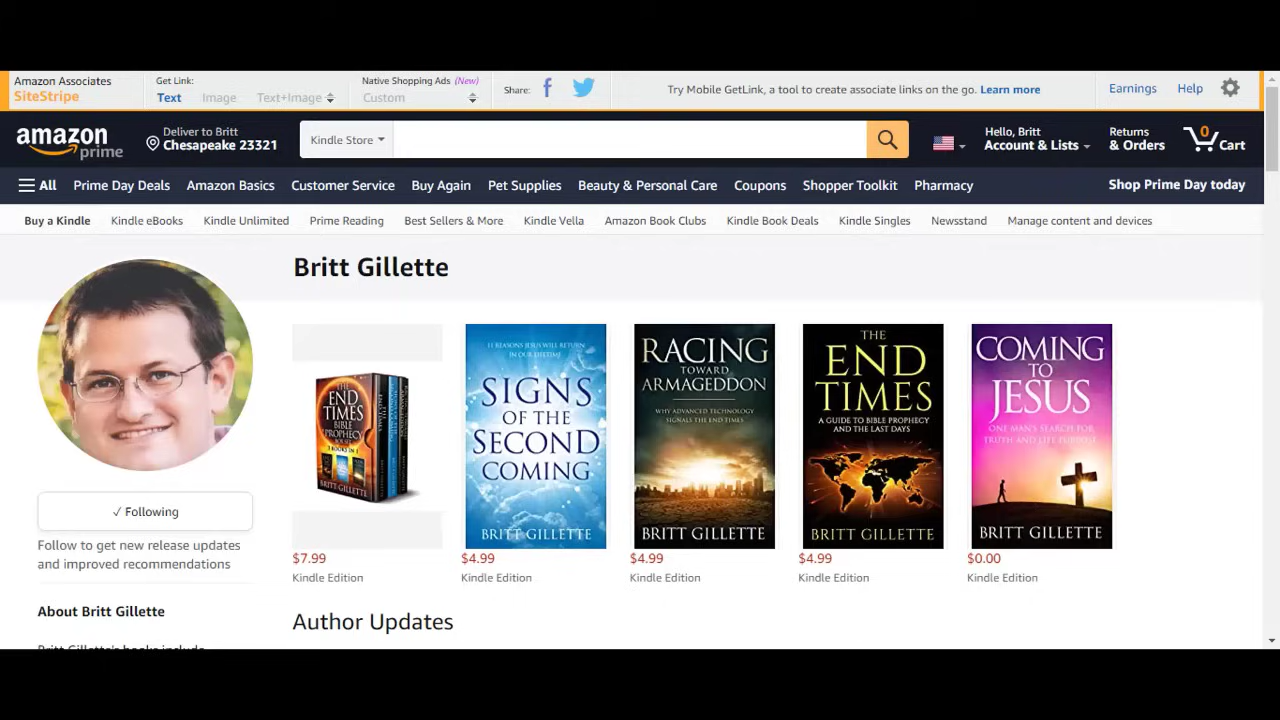 Amazon Associates
SiteStripe
Get Link:
Text Image Text+Image
Native Shopping Ads (New)
Custom
Share:
Try Mobile GetLink, a tool to create associate links on the go. Learn more
Earnings Help
amazon
prime
Deliver to Britt
Chesapeake 23321
Kindle Store
Hello, Britt
Account & Lists
Returns
& Orders
0
Cart
All Prime Day Deals Amazon Basics Customer Service Buy Again Pet Supplies Beauty & Personal Care Coupons Shopper Toolkit Pharmacy Shop Prime Day today
Buy a Kindle Kindle eBooks Kindle Unlimited Prime Reading Best Sellers & More Kindle Vella Amazon Book Clubs Kindle Book Deals Kindle Singles Newsstand Manage content and devices
Britt Gillette
✓ Following
Follow to get new release updates
and improved recommendations
About Britt Gillette
Britt Gillette's books include
THE
END
TIMES
BIBLE
PROPHECY
BOX SET
3 BOOKS IN 1
BRITT GILLETTE
$7.99
Kindle Edition
11 REASONS JESUS WILL RETURN
IN OUR LIFETIME
SIGNS
OF THE
SECOND
COMING
BRITT GILLETTE
$4.99
Kindle Edition
RACING
TOWARD
ARMAGEDDON
WHY ADVANCED TECHNOLOGY
SIGNALS THE END TIMES
BRITT GILLETTE
$4.99
Kindle Edition
THE
END
TIMES
A GUIDE TO BIBLE PROPHECY
AND THE LAST DAYS
BRITT GILLETTE
$4.99
Kindle Edition
COMING
TO
JESUS
ONE MAN'S SEARCH FOR
TRUTH AND LIFE PURPOSE
BRITT GILLETTE
$0.00
Kindle Edition
Author Updates